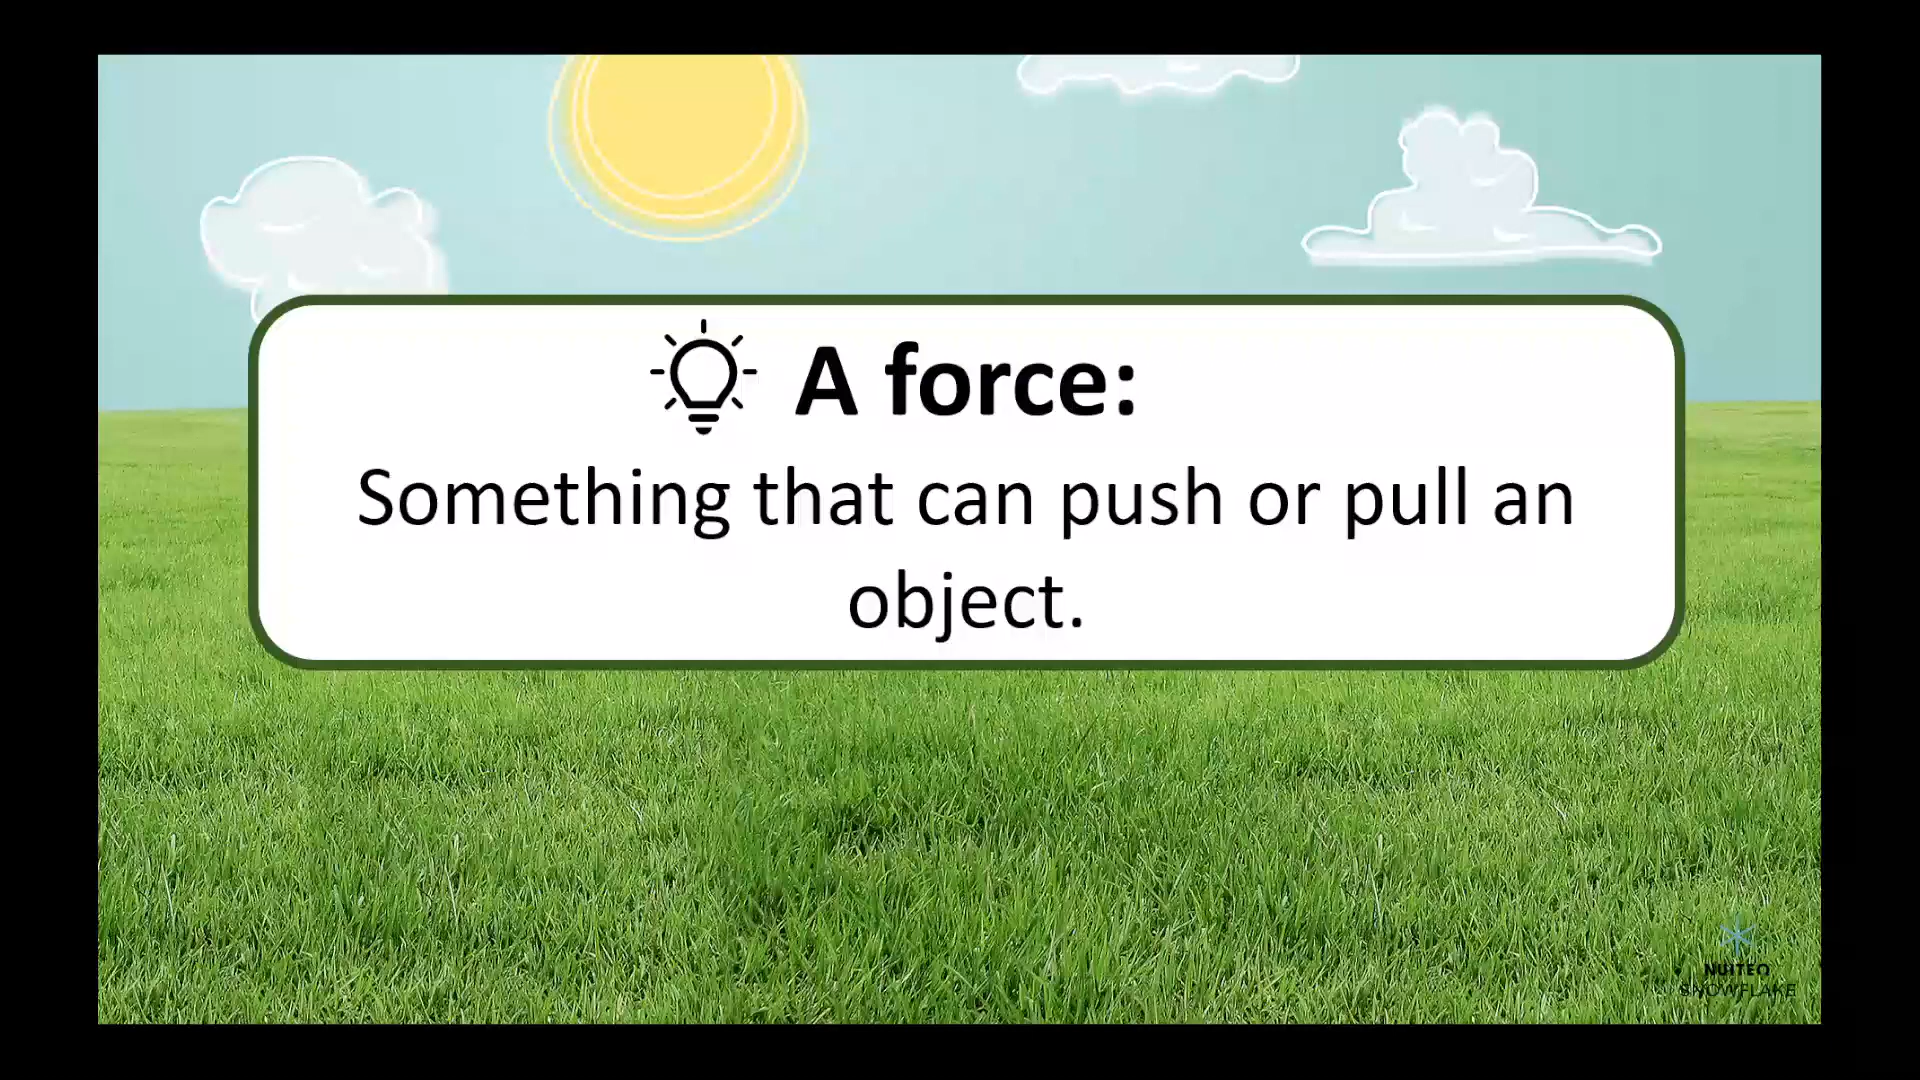 A force:
Something that can push or pull an
object.
NUITEQ
SNOWFLAKE